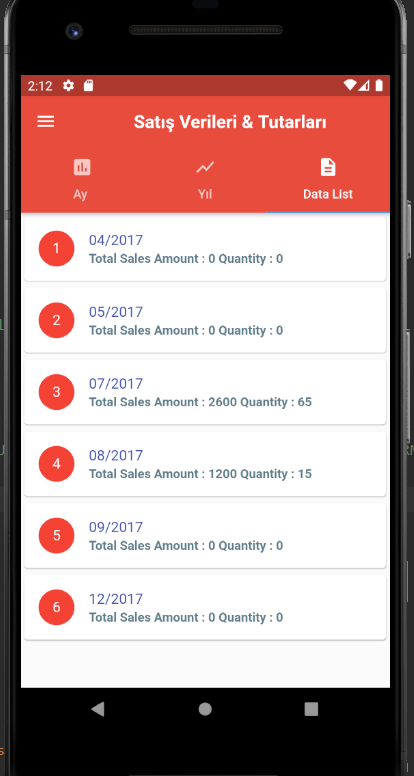 2:12
Satış Verileri & Tutarları
Ay
Yıl
Data List
1
04/2017
Total Sales Amount : 0 Quantity : 0
2
05/2017
Total Sales Amount : 0 Quantity : 0
3
07/2017
Total Sales Amount : 2600 Quantity : 65
4
08/2017
Total Sales Amount : 1200 Quantity : 15
5
09/2017
Total Sales Amount : 0 Quantity : 0
6
12/2017
Total Sales Amount : 0 Quantity : 0